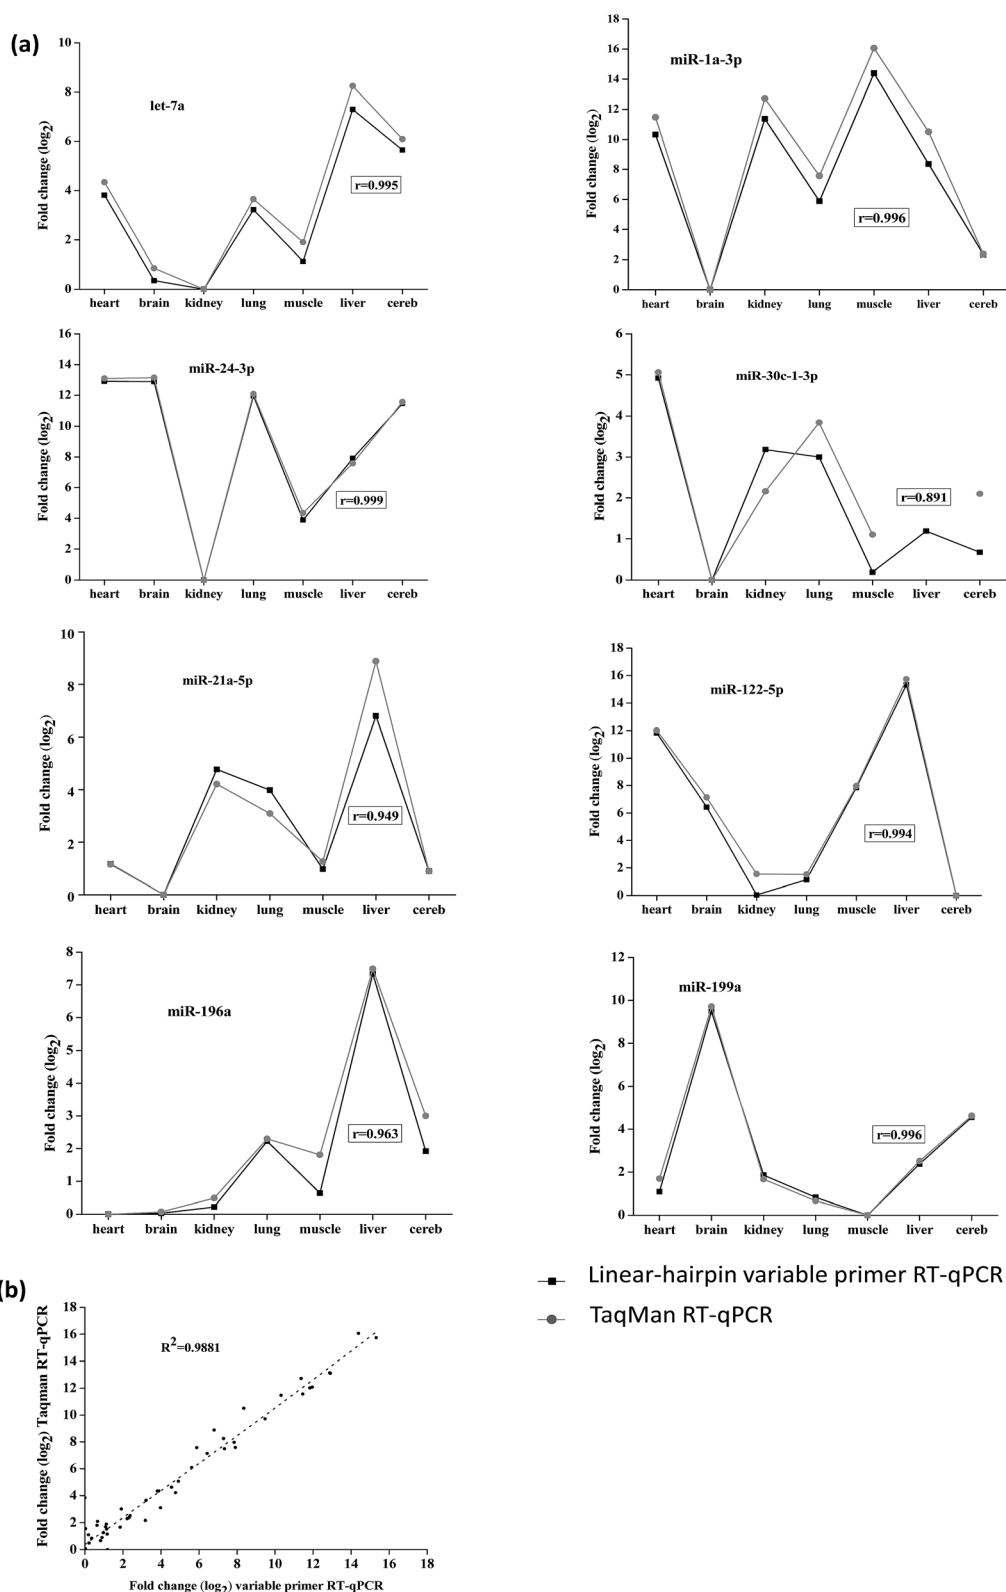 (a)
let-7a
Fold change (log2)
10
8
6
4
2
0
r=0.995
heart brain kidney lung muscle liver cereb
miR-1a-3p
Fold change (log2)
18
16
14
12
10
8
6
4
2
0
r=0.996
heart brain kidney lung muscle liver cereb
miR-24-3p
Fold change (log2)
16
14
12
10
8
6
4
2
0
r=0.999
heart brain kidney lung muscle liver cereb
miR-30c-1-3p
Fold change (log2)
6
5
4
3
2
1
0
r=0.891
heart brain kidney lung muscle liver cereb
miR-21a-5p
Fold change (log2)
10
8
6
4
2
0
r=0.949
heart brain kidney lung muscle liver cereb
miR-122-5p
Fold change (log2)
18
16
14
12
10
8
6
4
2
0
r=0.994
heart brain kidney lung muscle liver cereb
miR-196a
Fold change (log2)
8
7
6
5
4
3
2
1
0
r=0.963
heart brain kidney lung muscle liver cereb
miR-199a
Fold change (log2)
12
10
8
6
4
2
0
r=0.996
heart brain kidney lung muscle liver cereb
Linear-hairpin variable primer RT-qPCR
TaqMan RT-qPCR
(b)
R2=0.9881
Fold change (log2) Taqman RT-qPCR
18
16
14
12
10
8
6
4
2
0
0 2 4 6 8 10 12 14 16 18
Fold change (log2) variable primer RT-qPCR